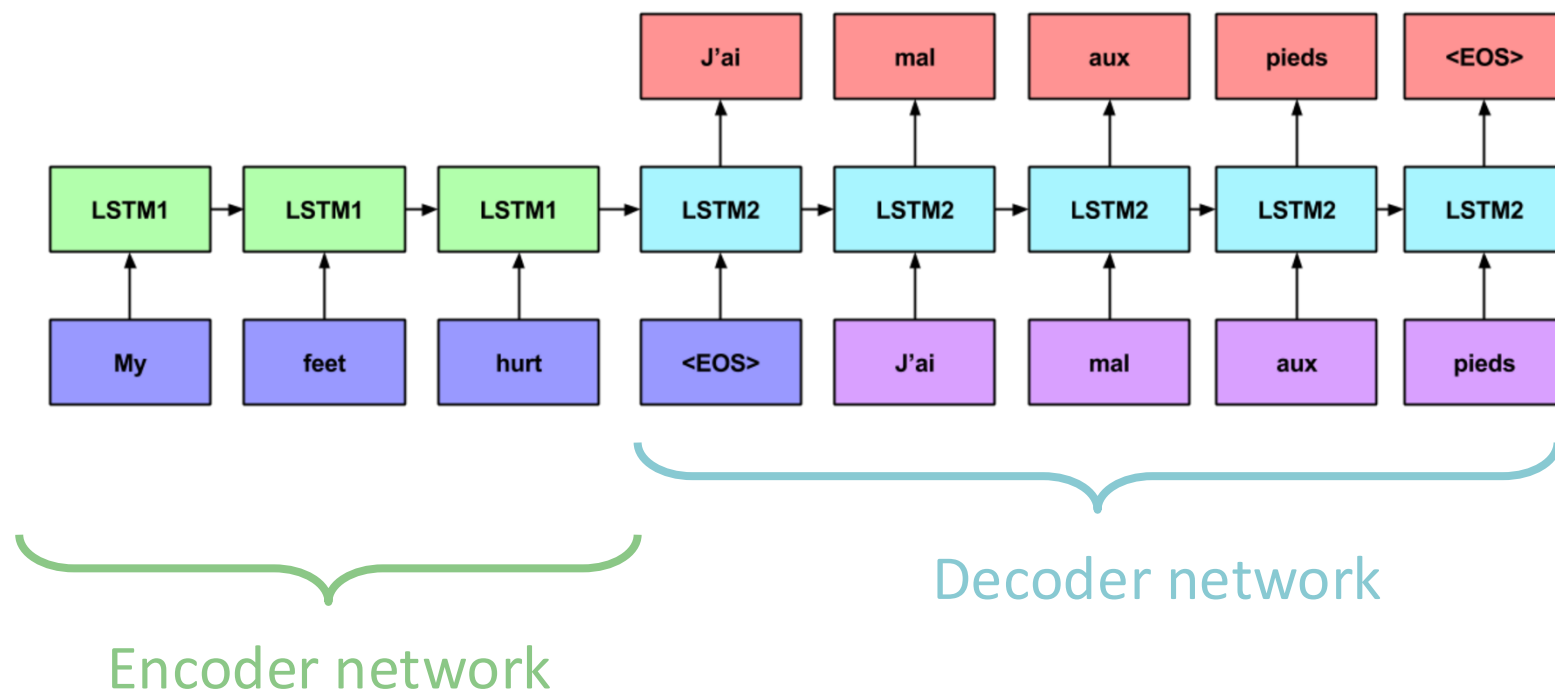 J'ai mal aux pieds <EOS>
LSTM1 LSTM1 LSTM1 LSTM2 LSTM2 LSTM2 LSTM2 LSTM2
My feet hurt <EOS> J'ai mal aux pieds
Decoder network
Encoder network